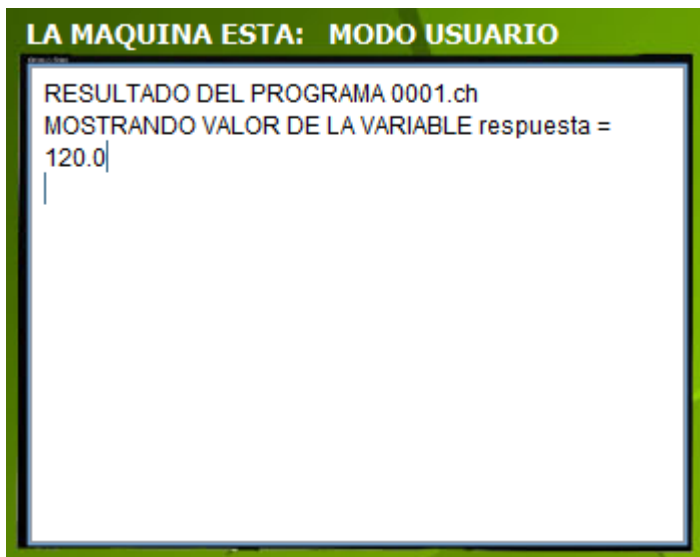 LA MAQUINA ESTA: MODO USUARIO
RESULTADO DEL PROGRAMA 0001.ch
MOSTRANDO VALOR DE LA VARIABLE respuesta =
120.0